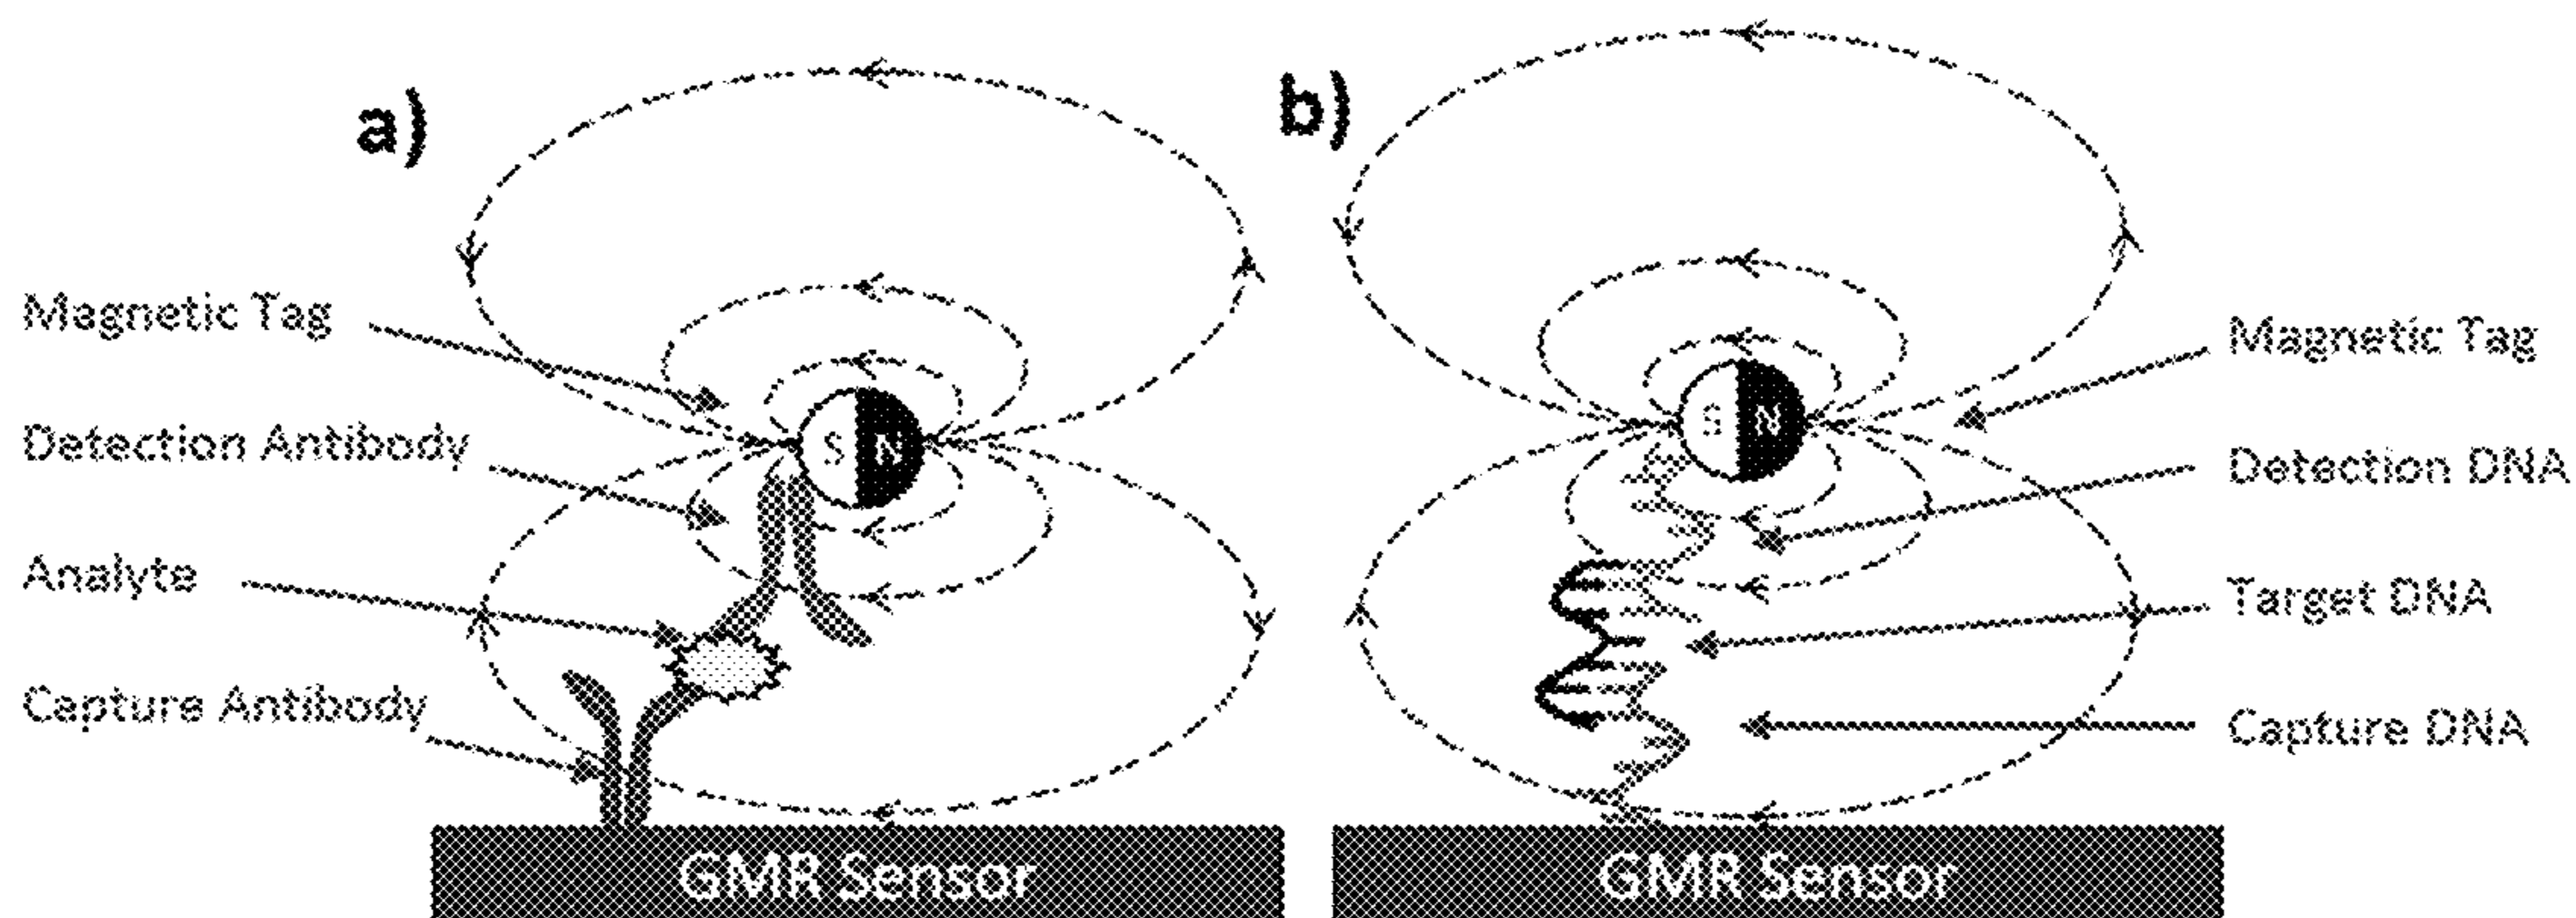 a)
Magnetic Tag
Detection Antibody
Analyte
Capture Antibody
S N
GMR Sensor
b)
Magnetic Tag
Detection DNA
Target DNA
Capture DNA
S N
GMR Sensor